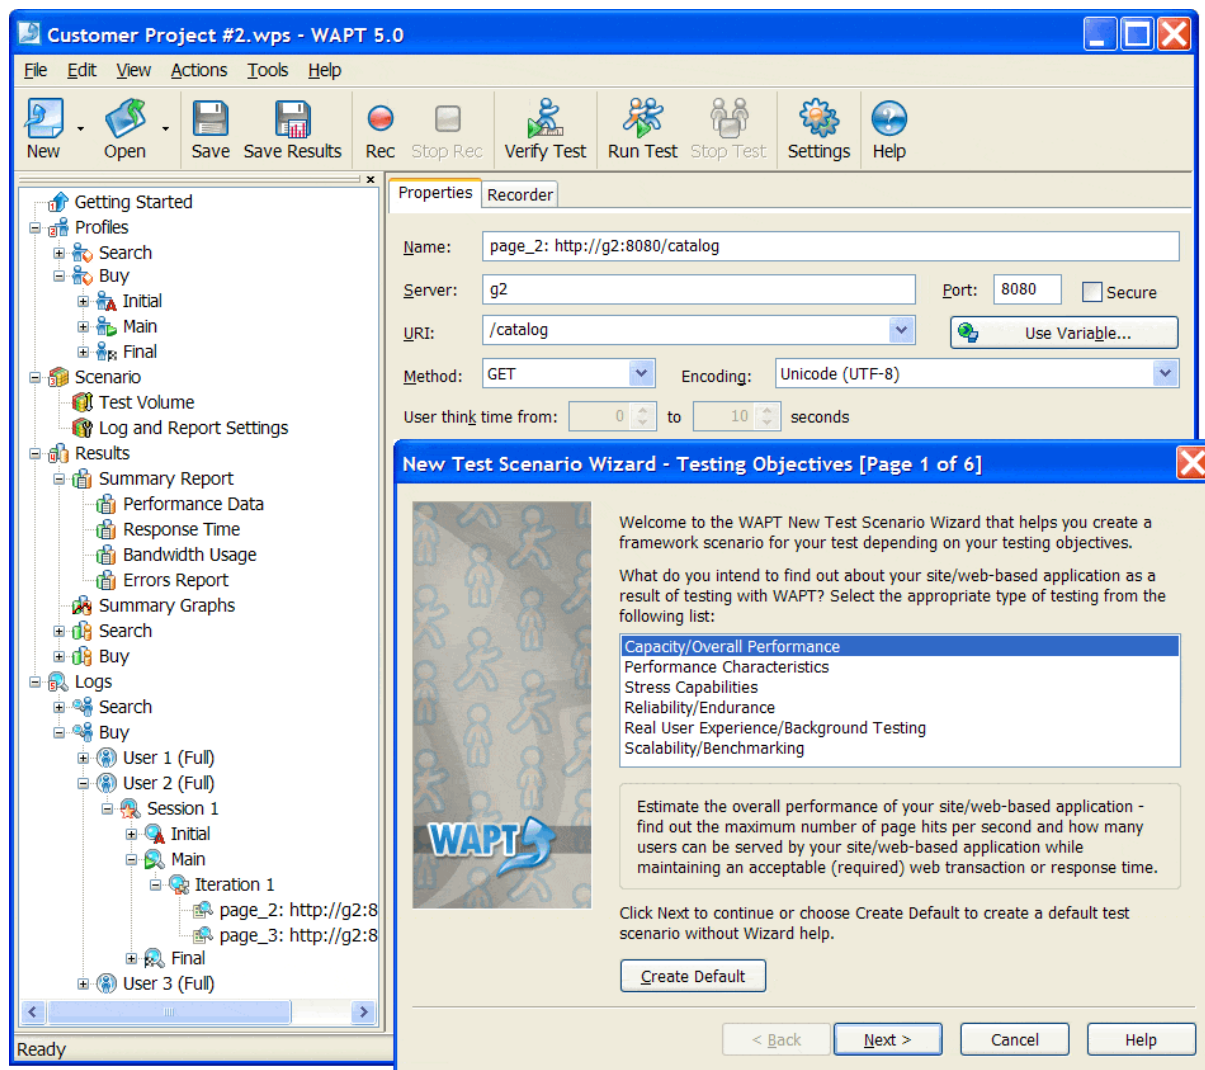 Customer Project #2.wps - WAPT 5.0
File Edit View Actions Tools Help
New Open Save Save Results Rec Stop Rec Verify Test Run Test Stop Test Settings Help
Getting Started
Profiles
Search
Buy
Initial
Main
Final
Scenario
Test Volume
Log and Report Settings
Results
Summary Report
Performance Data
Response Time
Bandwidth Usage
Errors Report
Summary Graphs
Search
Buy
Logs
Search
Buy
User 1 (Full)
User 2 (Full)
Session 1
Initial
Main
Iteration 1
page_2: http://g2:8
page_3: http://g2:8
Final
User 3 (Full)
Ready
Properties Recorder
Name: page_2: http://g2:8080/catalog
Server: g2 Port: 8080 Secure
URI: /catalog Use Variable...
Method: GET Encoding: Unicode (UTF-8)
User think time from: 0 to 10 seconds
New Test Scenario Wizard - Testing Objectives [Page 1 of 6]
WAPT
Welcome to the WAPT New Test Scenario Wizard that helps you create a
framework scenario for your test depending on your testing objectives.
What do you intend to find out about your site/web-based application as a
result of testing with WAPT? Select the appropriate type of testing from the
following list:
Capacity/Overall Performance
Performance Characteristics
Stress Capabilities
Reliability/Endurance
Real User Experience/Background Testing
Scalability/Benchmarking
Estimate the overall performance of your site/web-based application -
find out the maximum number of page hits per second and how many
users can be served by your site/web-based application while
maintaining an acceptable (required) web transaction or response time.
Click Next to continue or choose Create Default to create a default test
scenario without Wizard help.
Create Default
< Back Next > Cancel Help